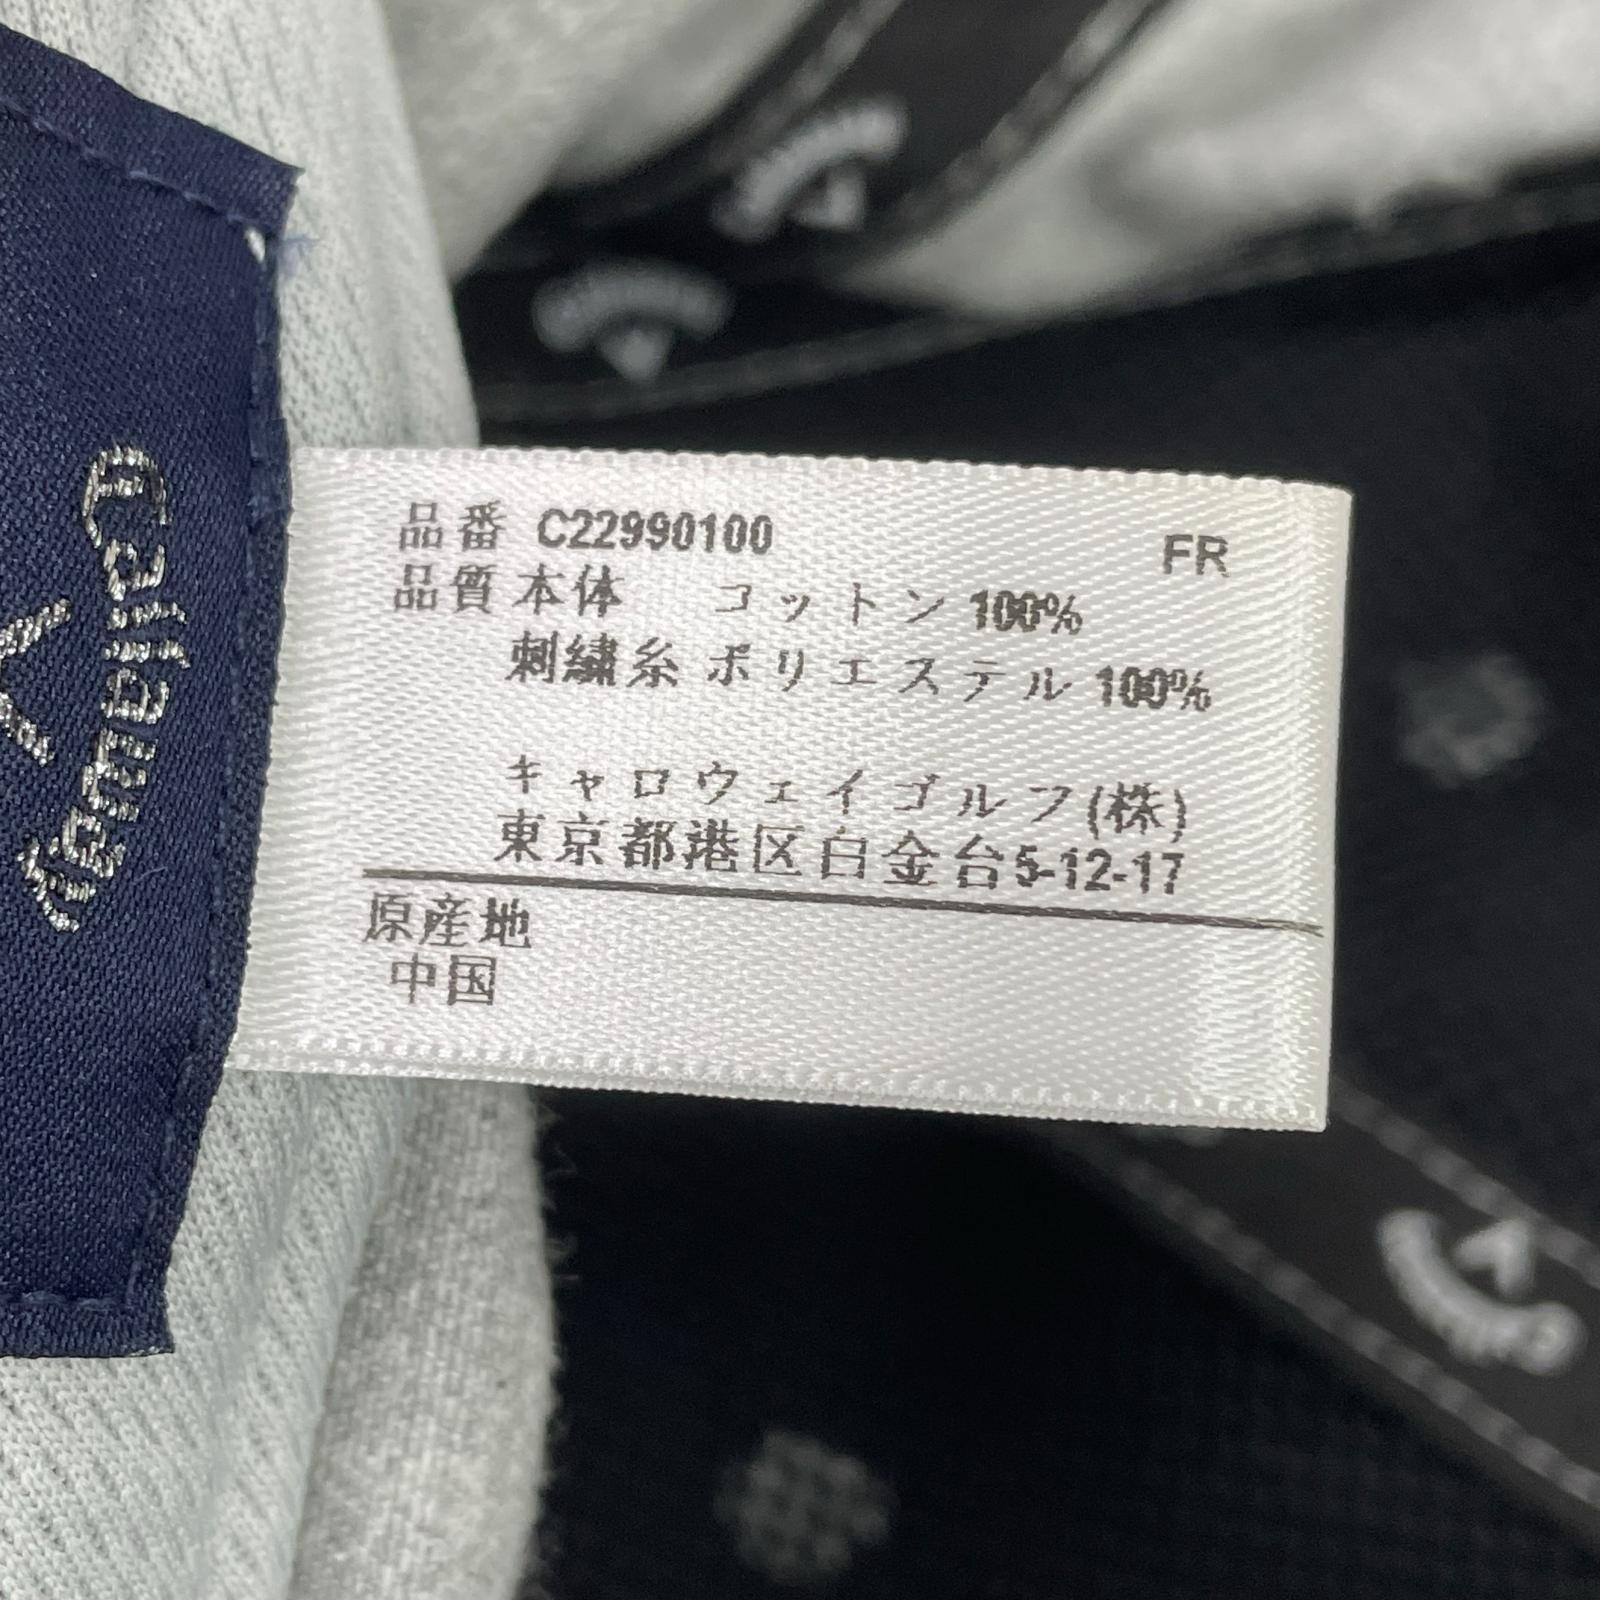 Callaway
品番 C22990100 FR
品質 本体 コットン 100%
刺繍糸 ポリエステル 100%
キャロウェイゴルフ(株)
東京都港区白金台5-12-17
原産地
中国